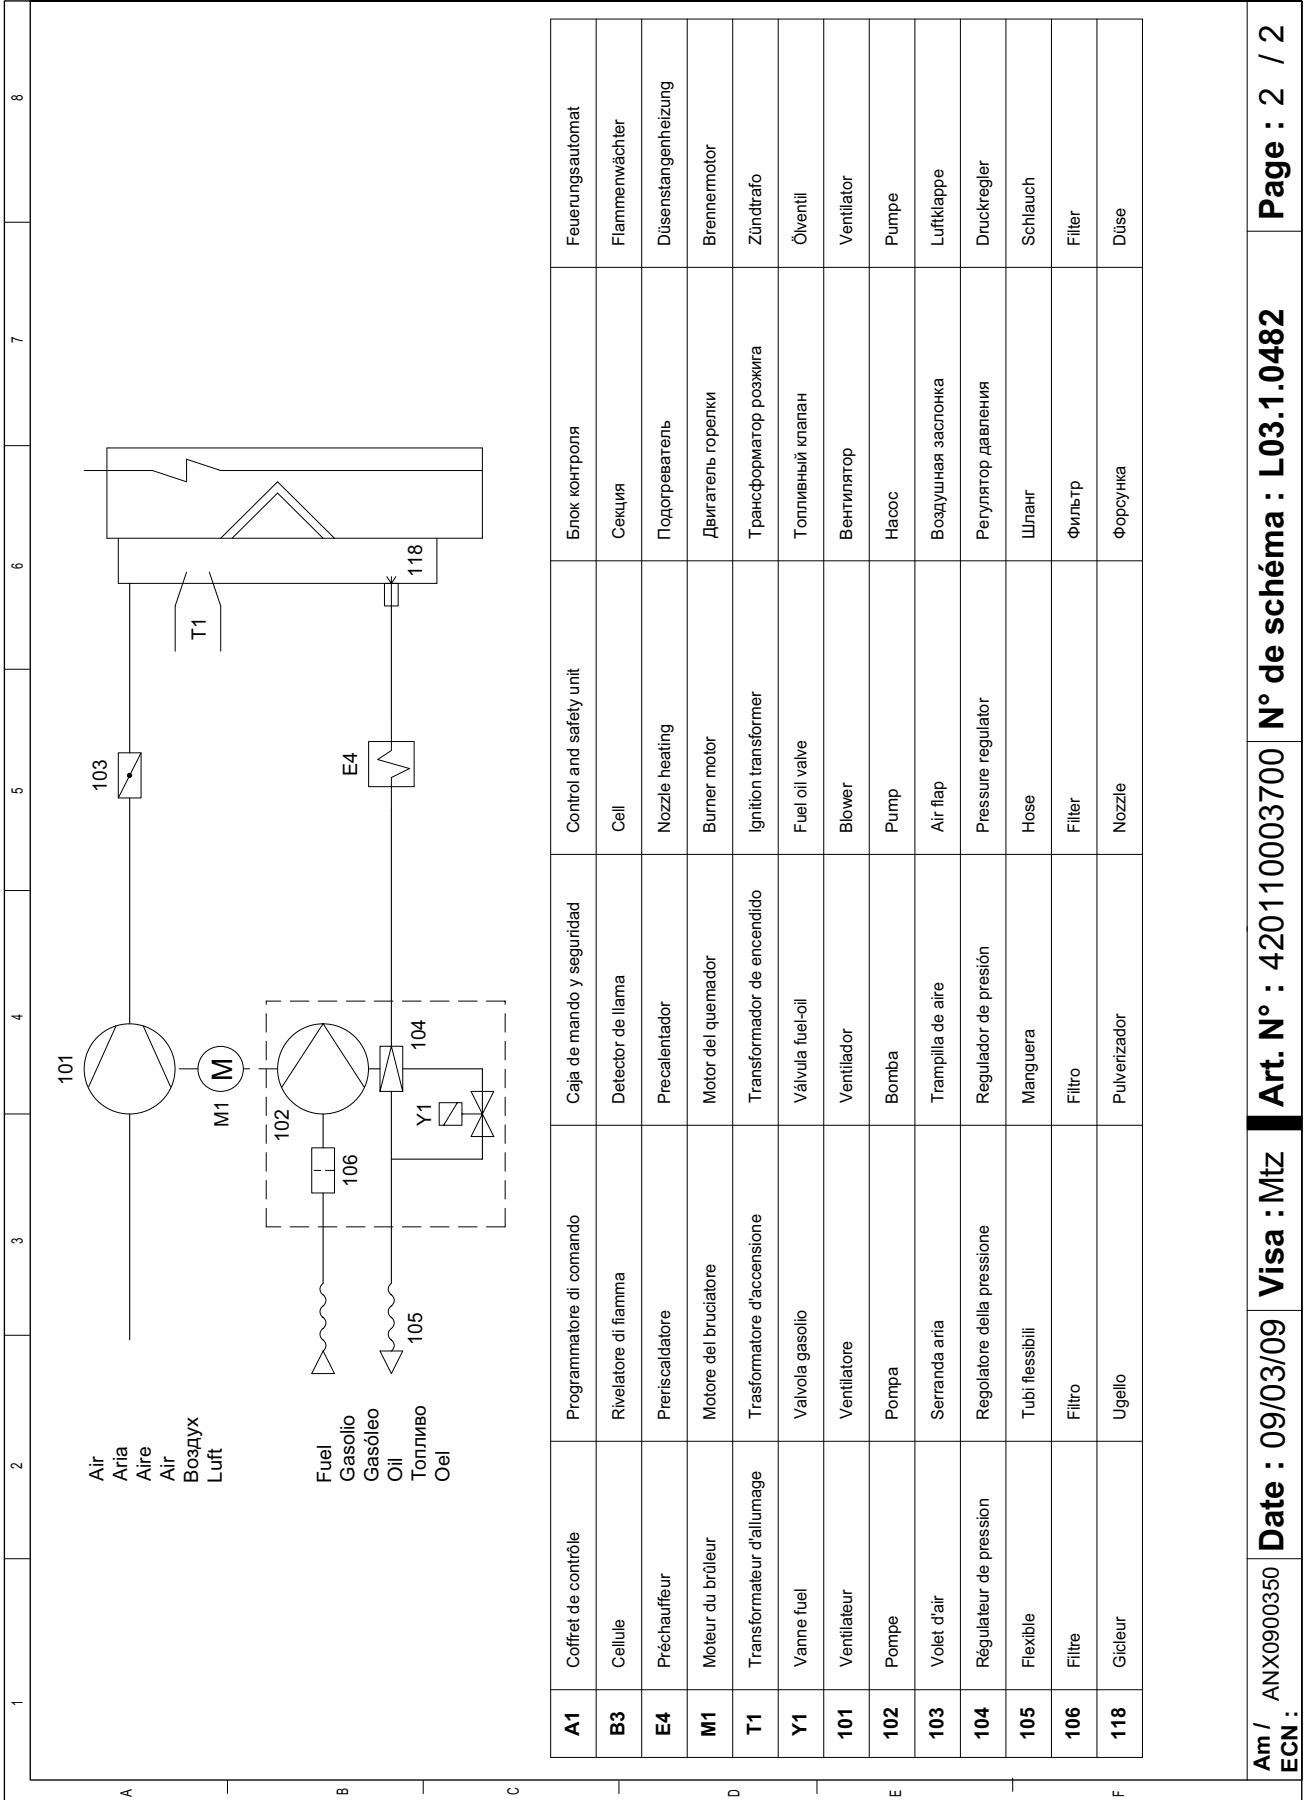 1 2 3 4 5 6 7 8
A
B
C
D
E
F
Air
Aria
Aire
Air
Воздух
Luft
101
103
T1
M1
M
Fuel
Gasolio
Gasóleo
Oil
Топливо
Oel
102
106
105
Y1
104
E4
118
A1 Coffret de contrôle Programmatore di comando Caja de mando y seguridad Control and safety unit Блок контроля Feuerungsautomat
B3 Cellule Rivelatore di fiamma Detector de llama Cell Секция Flammenwächter
E4 Préchauffeur Preriscaldatore Precalentador Nozzle heating Подогреватель Düsenstangenheizung
M1 Moteur du brûleur Motore del bruciatore Motor del quemador Burner motor Двигатель горелки Brennermotor
T1 Transformateur d'allumage Trasformatore d'accensione Transformador de encendido Ignition transformer Трансформатор розжига Zündtrafo
Y1 Vanne fuel Valvola gasolio Válvula fuel-oil Fuel oil valve Топливный клапан Ölventil
101 Ventilateur Ventilatore Ventilador Blower Вентилятор Ventilator
102 Pompe Pompa Bomba Pump Насос Pumpe
103 Volet d'air Serranda aria Trampilla de aire Air flap Воздушная заслонка Luftklappe
104 Régulateur de pression Regolatore della pressione Regulador de presión Pressure regulator Регулятор давления Druckregler
105 Flexible Tubi flessibili Manguera Hose Шланг Schlauch
106 Filtre Filtro Filtro Filter Фильтр Filter
118 Gicleur Ugello Pulverizador Nozzle Форсунка Düse
Am / ECN : ANX0900350 Date : 09/03/09 Visa : Mtz Art. N° : 420110003700 N° de schéma : L03.1.0482 Page : 2 / 2